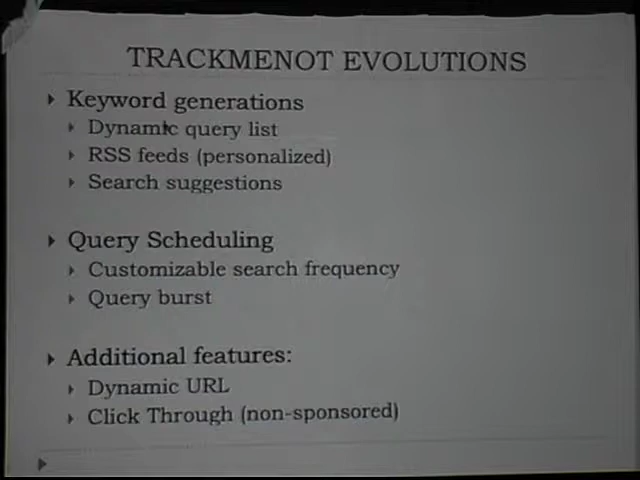 TRACKMENOT EVOLUTIONS
Keyword generations
Dynamic query list
RSS feeds (personalized)
Search suggestions
Query Scheduling
Customizable search frequency
Query burst
Additional features:
Dynamic URL
Click Through (non-sponsored)